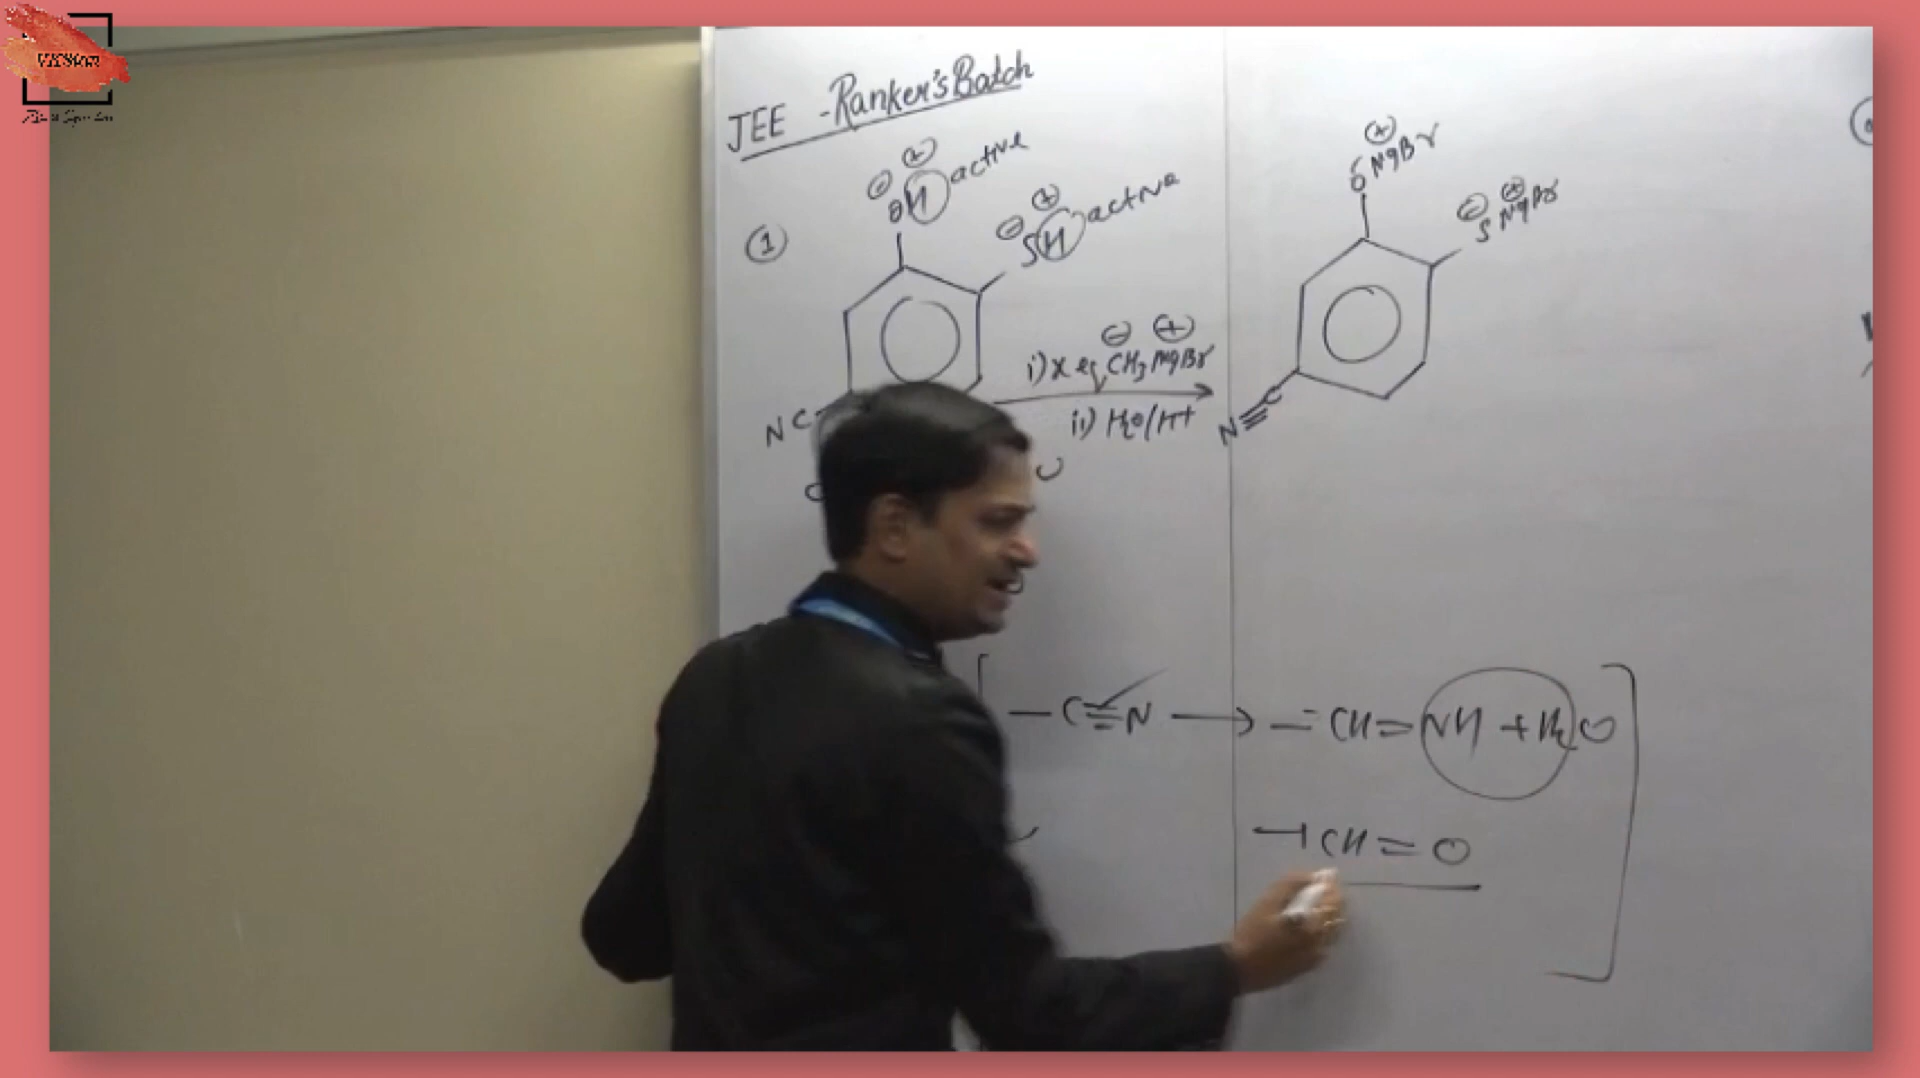 JEE - Ranker's Batch
①
⊖ ⊕
OH active
⊖ ⊕
SH active
NC
i) x eq CH3MgBr
⊖ ⊕
ii) H2O/H+
⊕
OMgBr
⊖ ⊕
SMgBr
N≡C
— C≡N → — CH = NH + H2O
CH = O